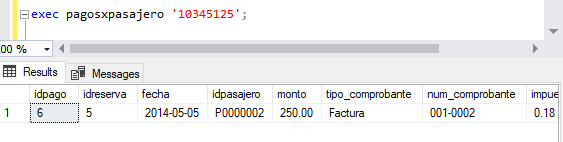 exec pagosxpasajero '10345125';
00 %
Results Messages
idpago idreserva fecha idpasajero monto tipo_comprobante num_comprobante impue
1 6 5 2014-05-05 P0000002 250.00 Factura 001-0002 0.18